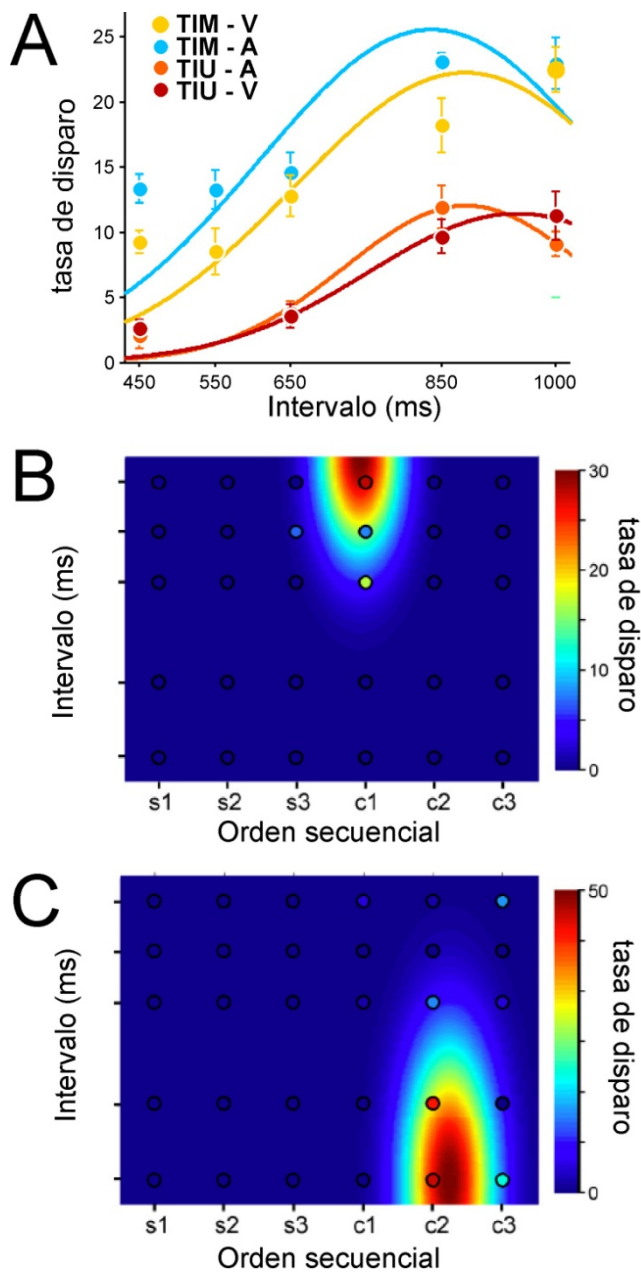 A
TIM - V
TIM - A
TIU - A
TIU - V
tasa de disparo
25
20
15
10
5
0
450 550 650 850 1000
Intervalo (ms)
B
Intervalo (ms)
s1 s2 s3 c1 c2 c3
Orden secuencial
30
20
10
0
tasa de disparo
C
Intervalo (ms)
s1 s2 s3 c1 c2 c3
Orden secuencial
50
0
tasa de disparo